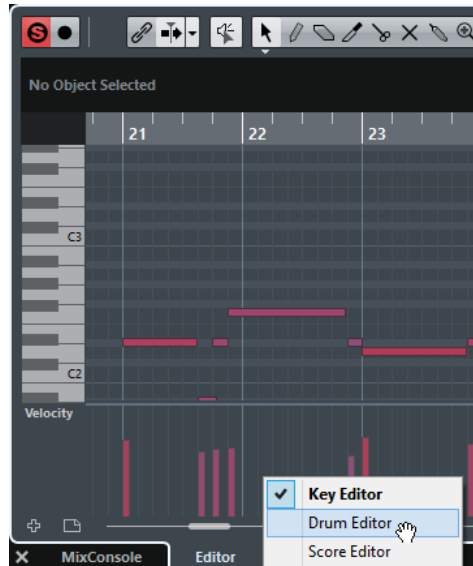 S
No Object Selected
21 22 23
C3
C2
Velocity
Key Editor
Drum Editor
Score Editor
MixConsole Editor